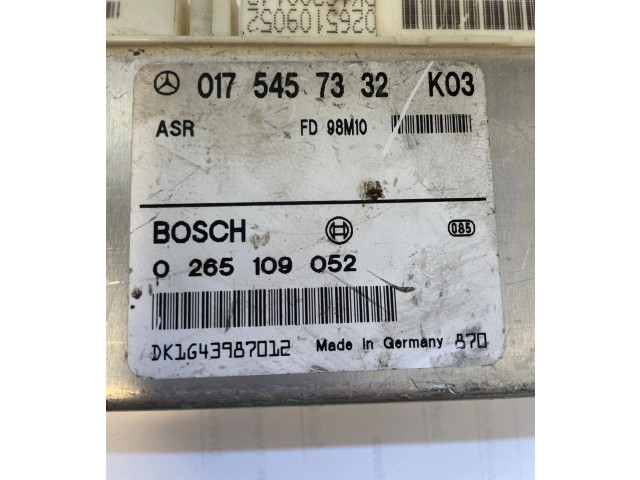 0265109052
017 545 73 32 K03
ASR FD 98M10
BOSCH 085
0 265 109 052
DK1G43987012 Made In Germany 870